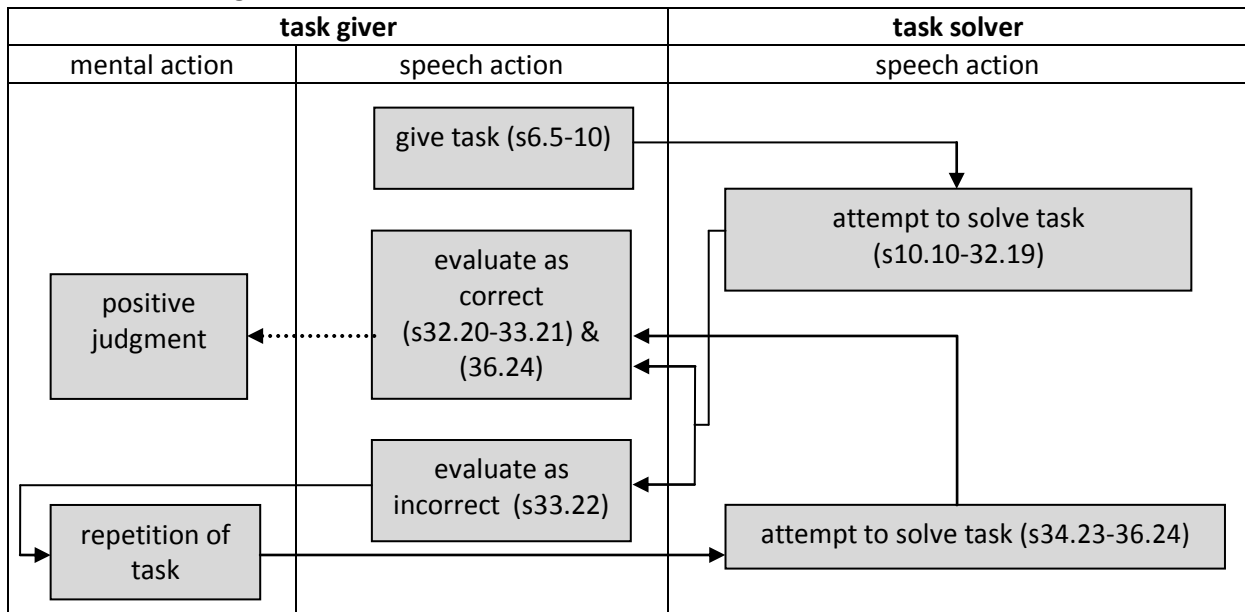 task giver
task solver
mental action
speech action
speech action
give task (s6.5-10)
attempt to solve task
(s10.10-32.19)
evaluate as
correct
(s32.20-33.21) &
(36.24)
positive
judgment
evaluate as
incorrect (s33.22)
attempt to solve task (s34.23-36.24)
repetition of
task